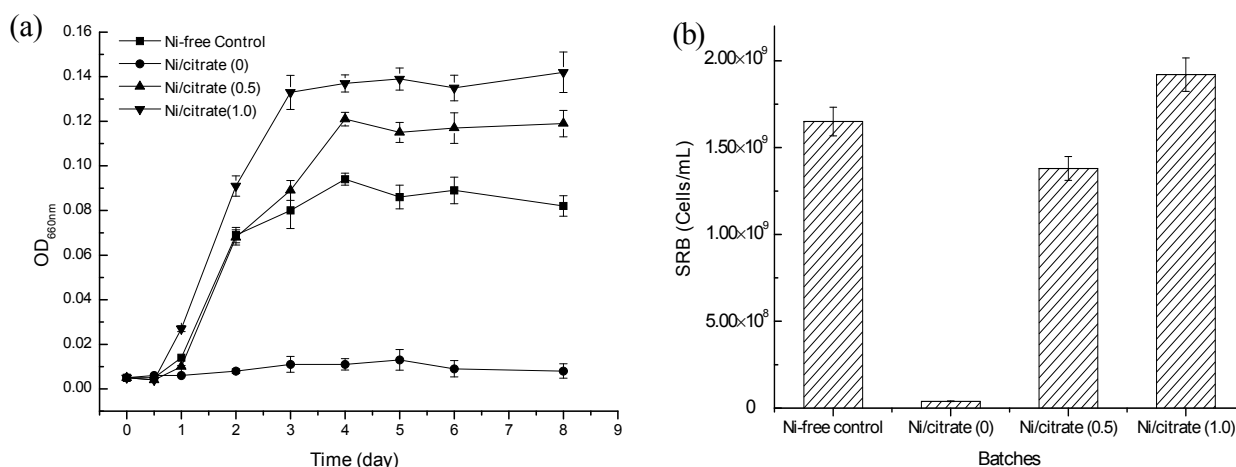 (a)
Ni-free Control
Ni/citrate (0)
Ni/citrate (0.5)
Ni/citrate(1.0)
0.14
0.12
0.10
0.08
0.06
0.04
0.02
0.00
OD660nm
0 1 2 3 4 5 6 7 8 9
Time (day)
(b)
2.00×10⁹
1.50×10⁹
1.00×10⁹
5.00×10⁸
0
SRB (Cells/mL)
Ni-free control Ni/citrate (0) Ni/citrate (0.5) Ni/citrate (1.0)
Batches